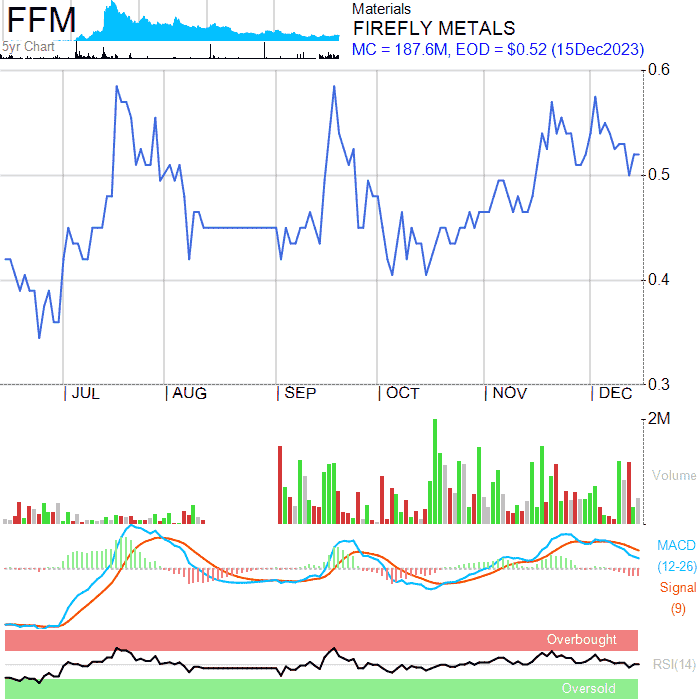 FFM
5yr Chart
Materials
FIREFLY METALS
MC = 187.6M, EOD = $0.52 (15Dec2023)
0.6
0.5
0.4
0.3
JUL AUG SEP OCT NOV DEC
2M
Volume
MACD
(12-26)
Signal
(9)
Overbought
RSI(14)
Oversold